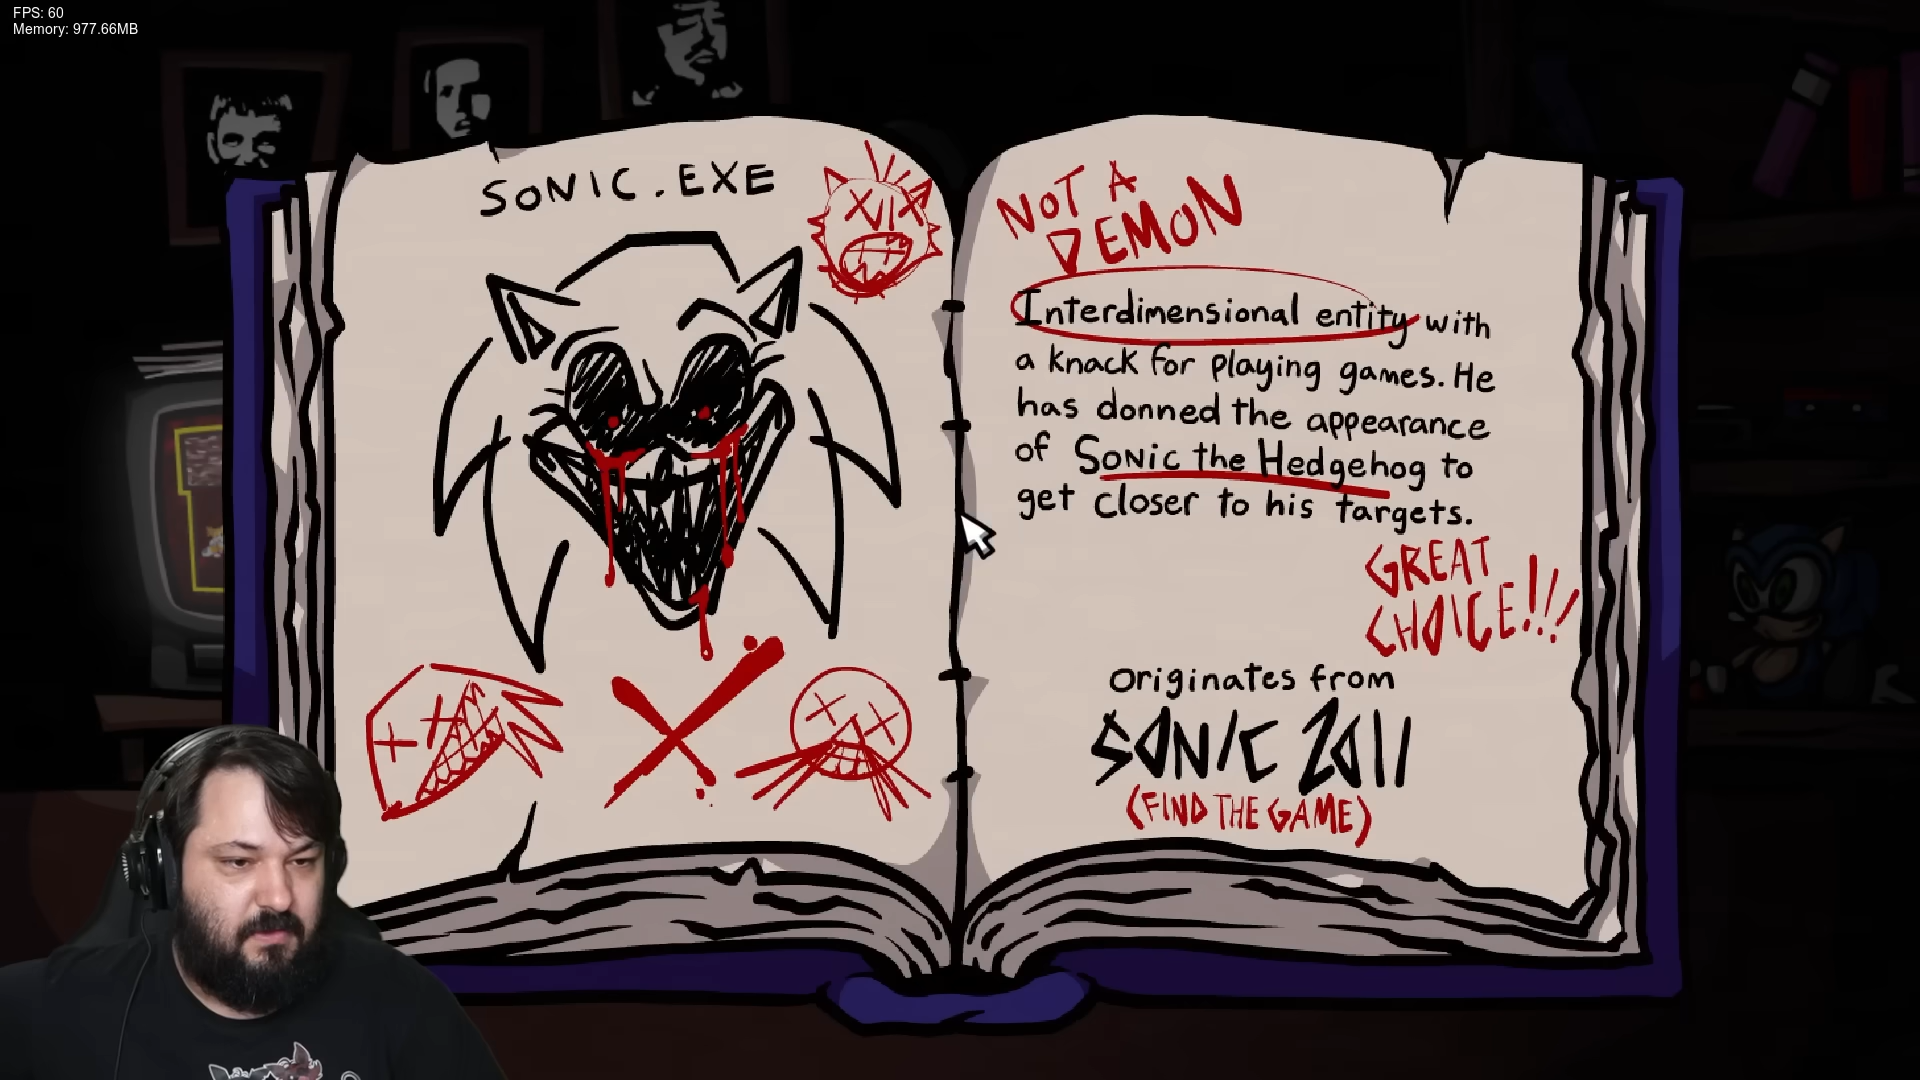 FPS: 60
Memory: 977.66MB
SONIC.EXE
NOT A
DEMON
Interdimensional entity with
a knack for playing games. He
has donned the appearance
of Sonic the Hedgehog to
get closer to his targets.
GREAT
CHOICE!!!
Originates from
SONIC 2011
(FIND THE GAME)